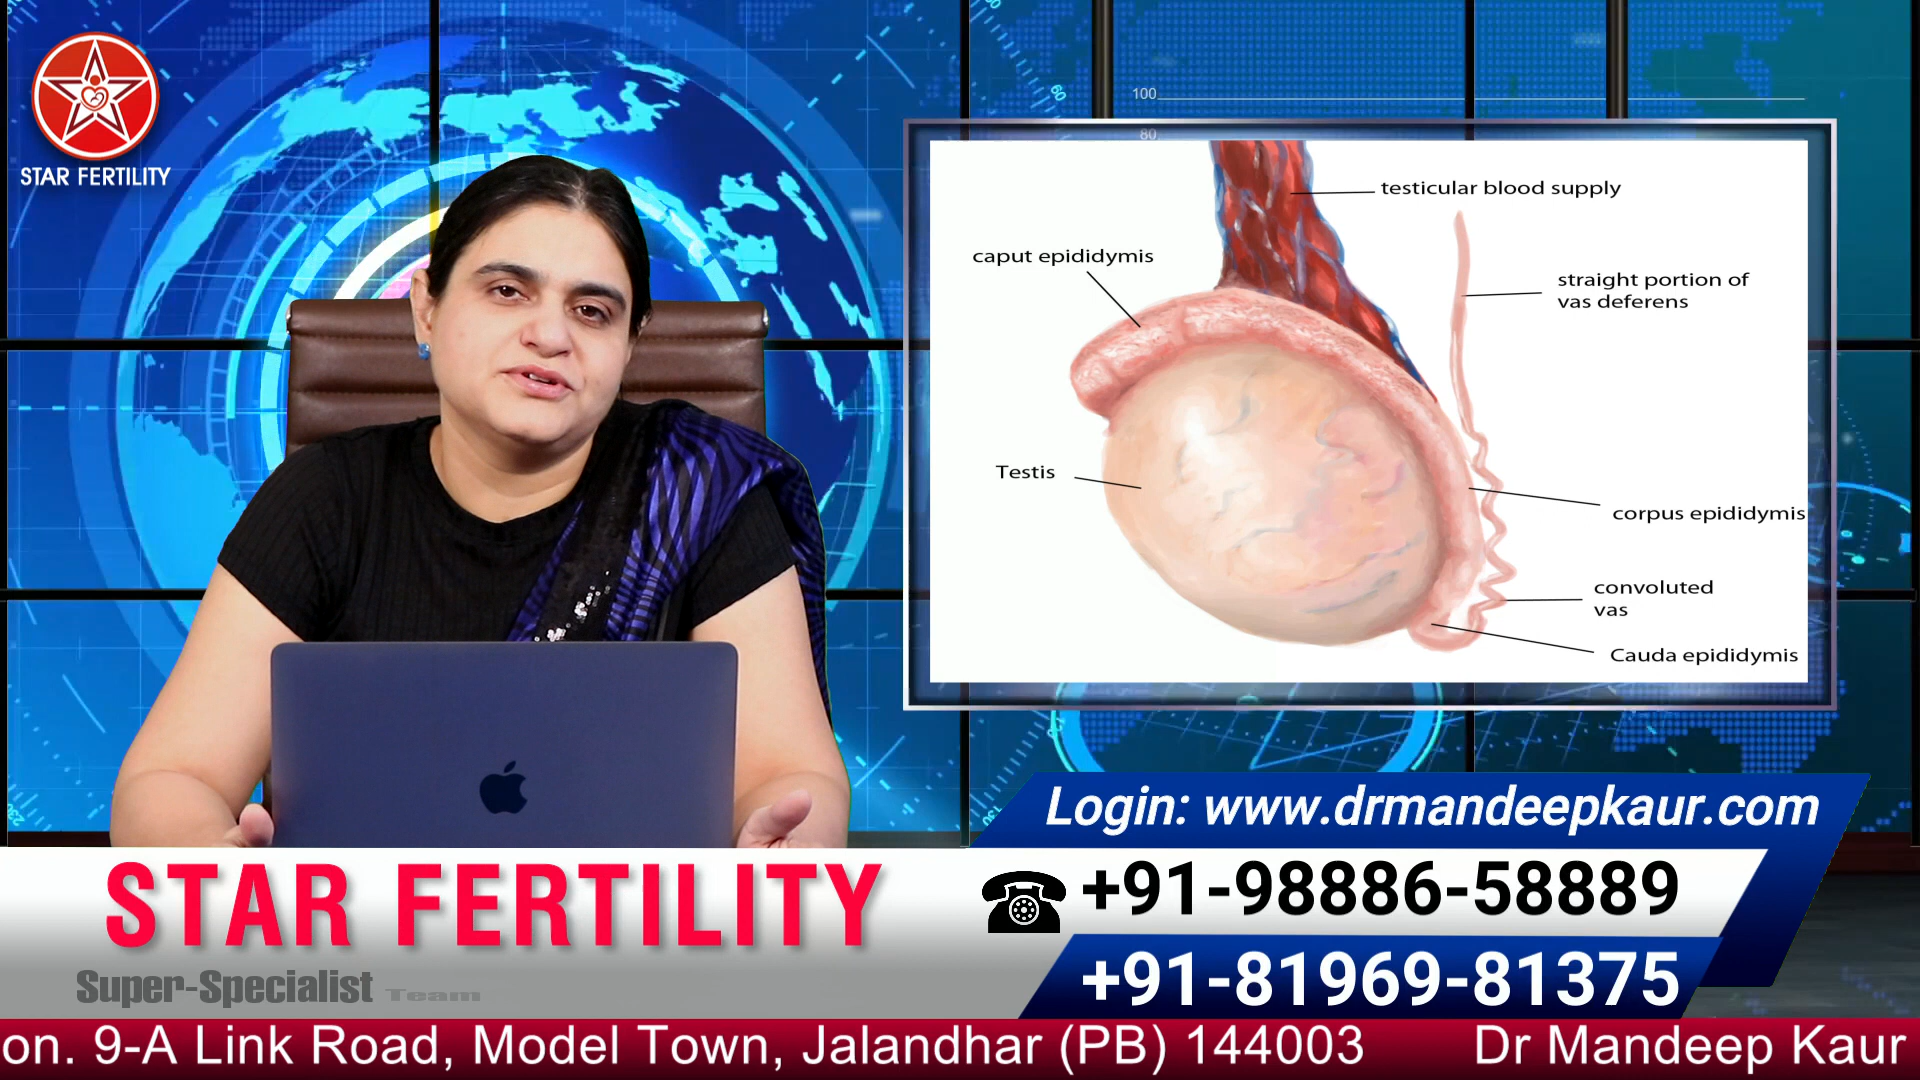 STAR FERTILITY
100
80
60
testicular blood supply
caput epididymis
straight portion of
vas deferens
Testis
corpus epididymis
convoluted
vas
Cauda epididymis
Login: www.drmandeepkaur.com
STAR FERTILITY
+91-98886-58889
Super-Specialist Team
+91-81969-81375
on. 9-A Link Road, Model Town, Jalandhar (PB) 144003 Dr Mandeep Kaur